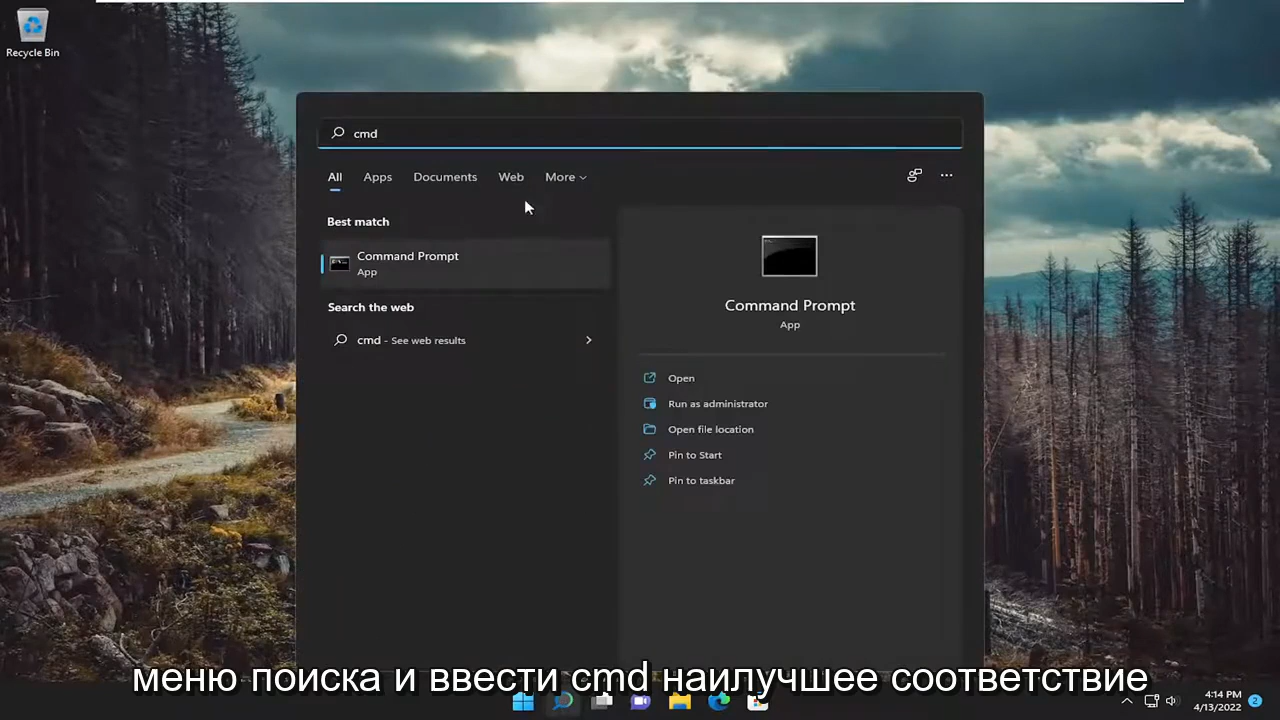 Recycle Bin
cmd
All Apps Documents Web More
Best match
Command Prompt
App
Search the web
cmd - See web results
Command Prompt
App
Open
Run as administrator
Open file location
Pin to Start
Pin to taskbar
меню поиска и ввести cmd наилучшее соответствие
4:14 PM
4/13/2022
2